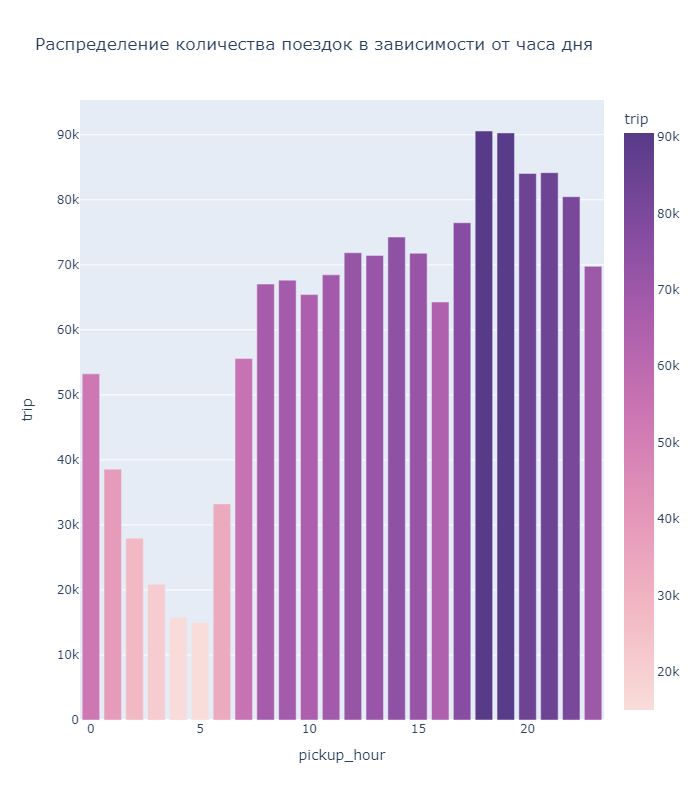 Распределение количества поездок в зависимости от часа дня
trip
90k
80k
70k
60k
50k
40k
30k
20k
10k
0
trip
0
5
10
15
20
pickup_hour
90k
80k
70k
60k
50k
40k
30k
20k